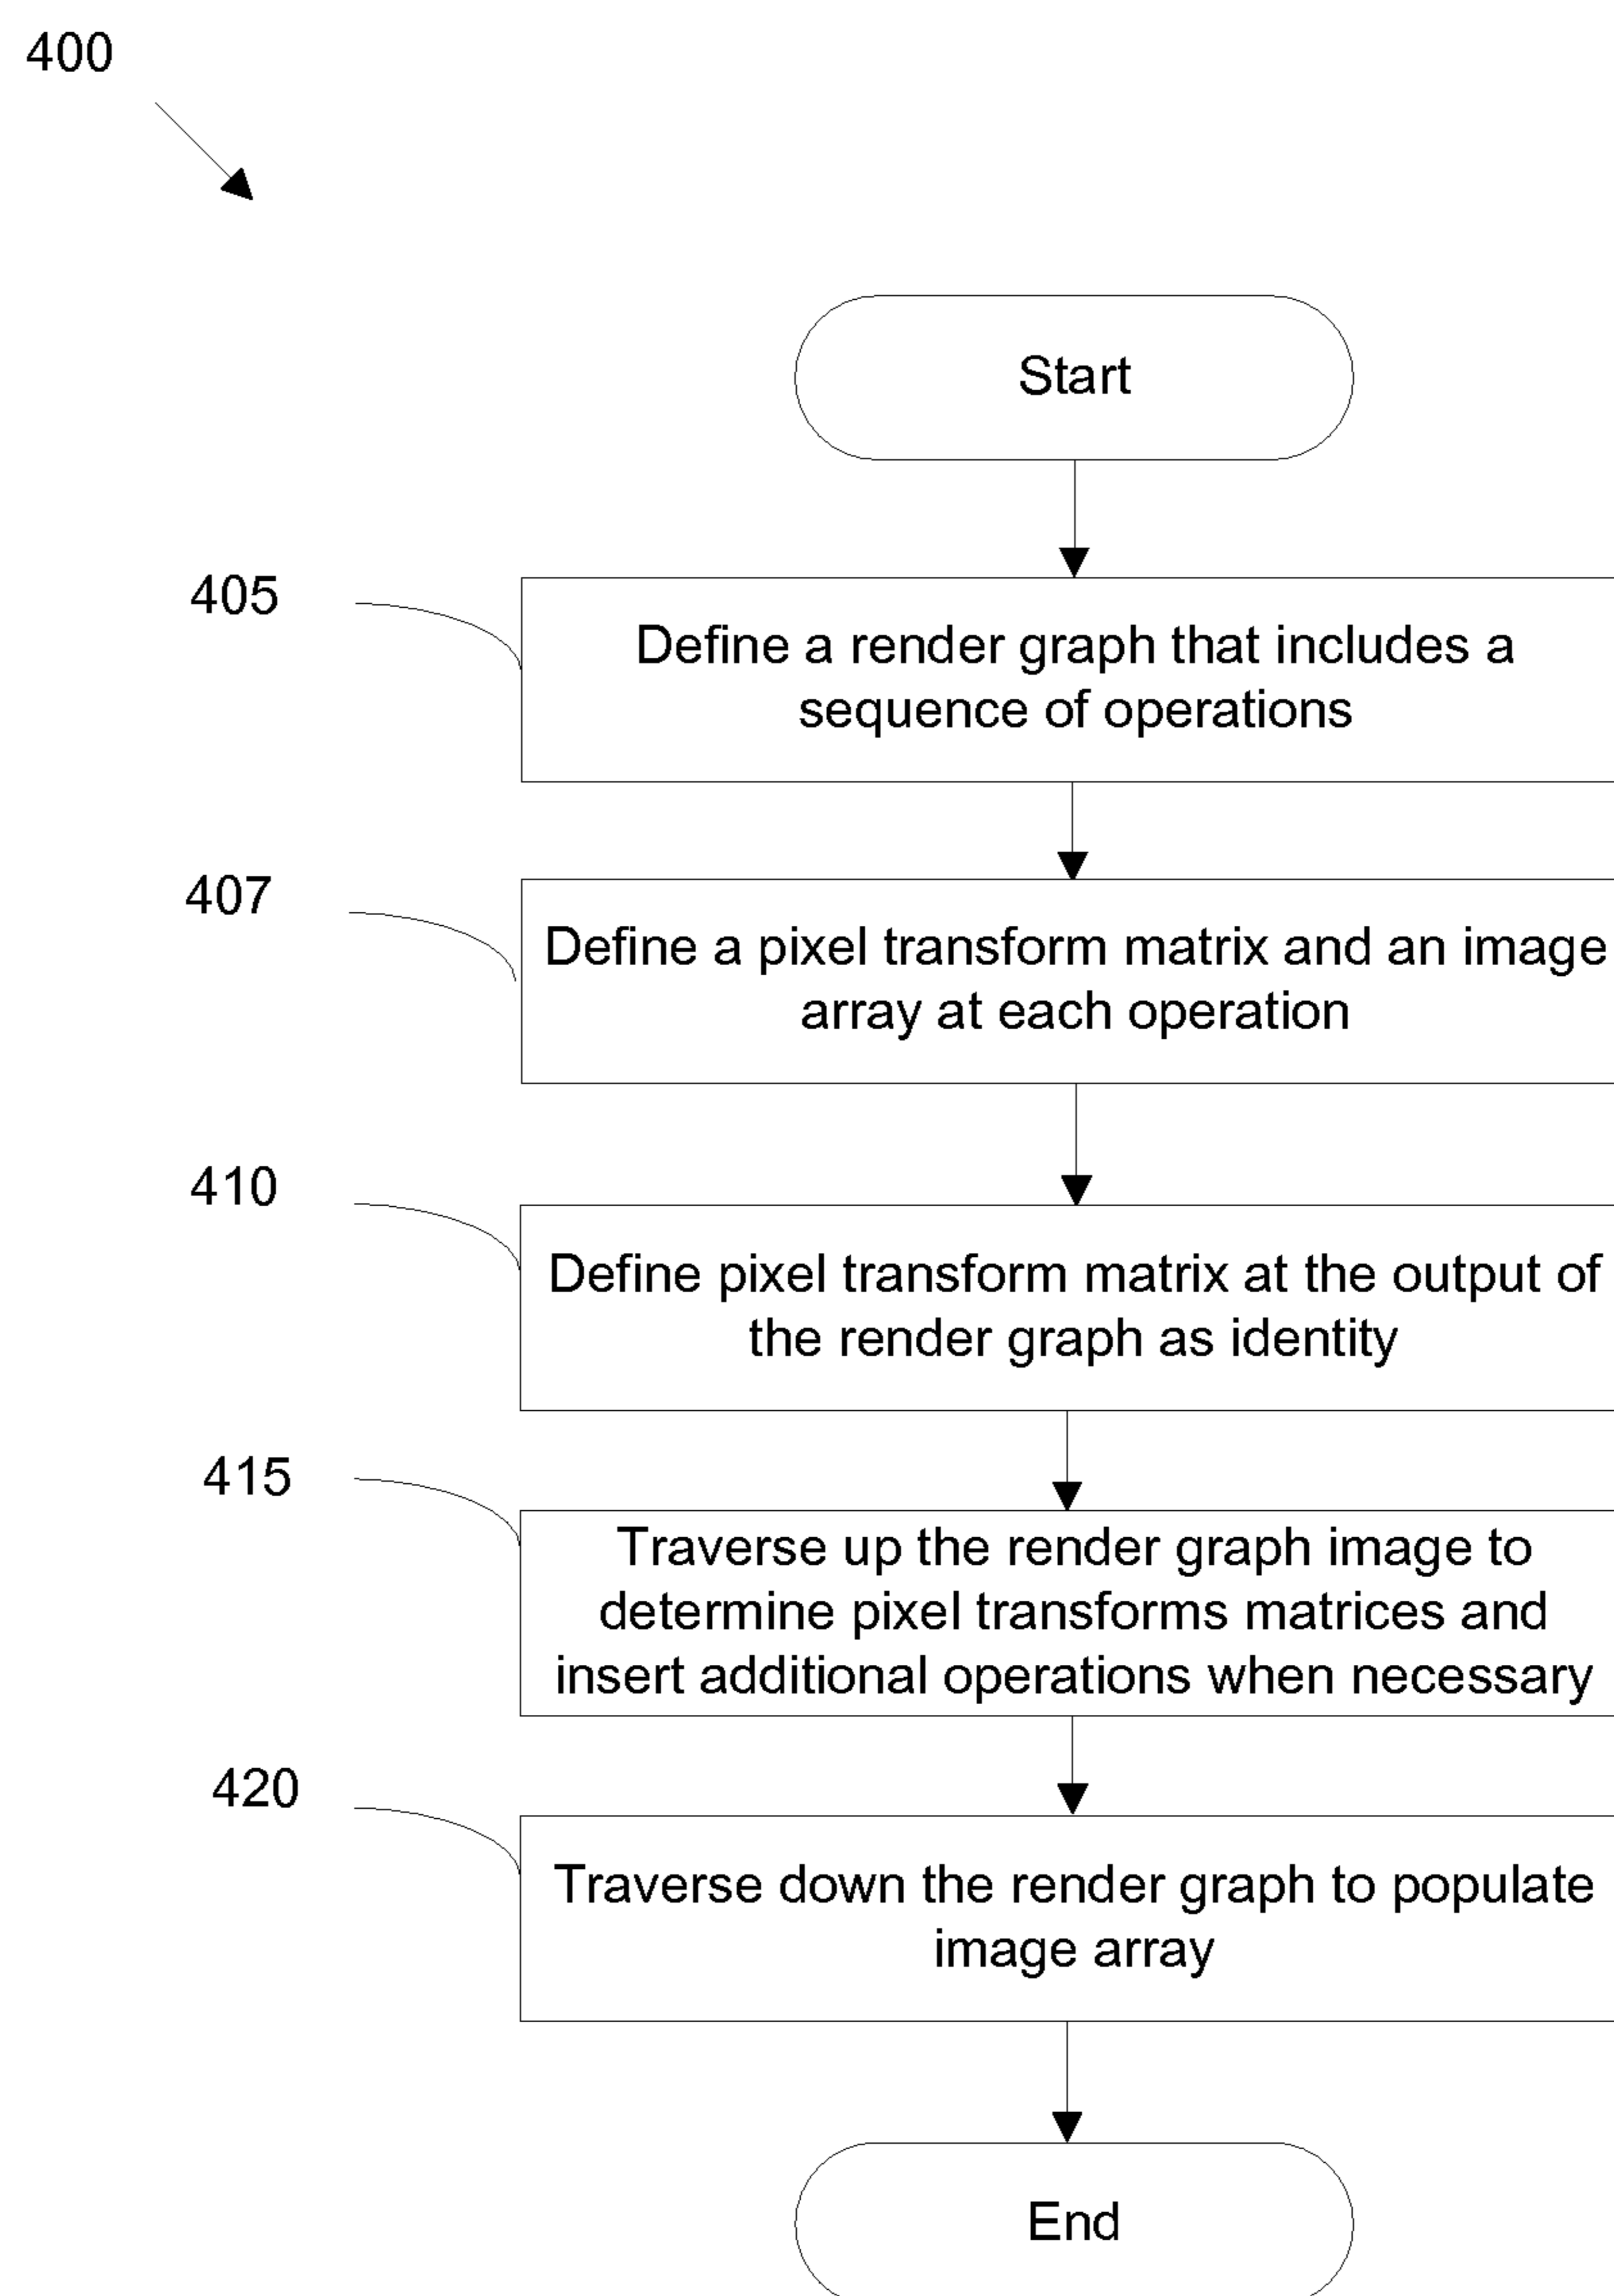 400
Start
405
Define a render graph that includes a
sequence of operations
407
Define a pixel transform matrix and an image
array at each operation
410
Define pixel transform matrix at the output of
the render graph as identity
415
Traverse up the render graph image to
determine pixel transforms matrices and
insert additional operations when necessary
420
Traverse down the render graph to populate
image array
End